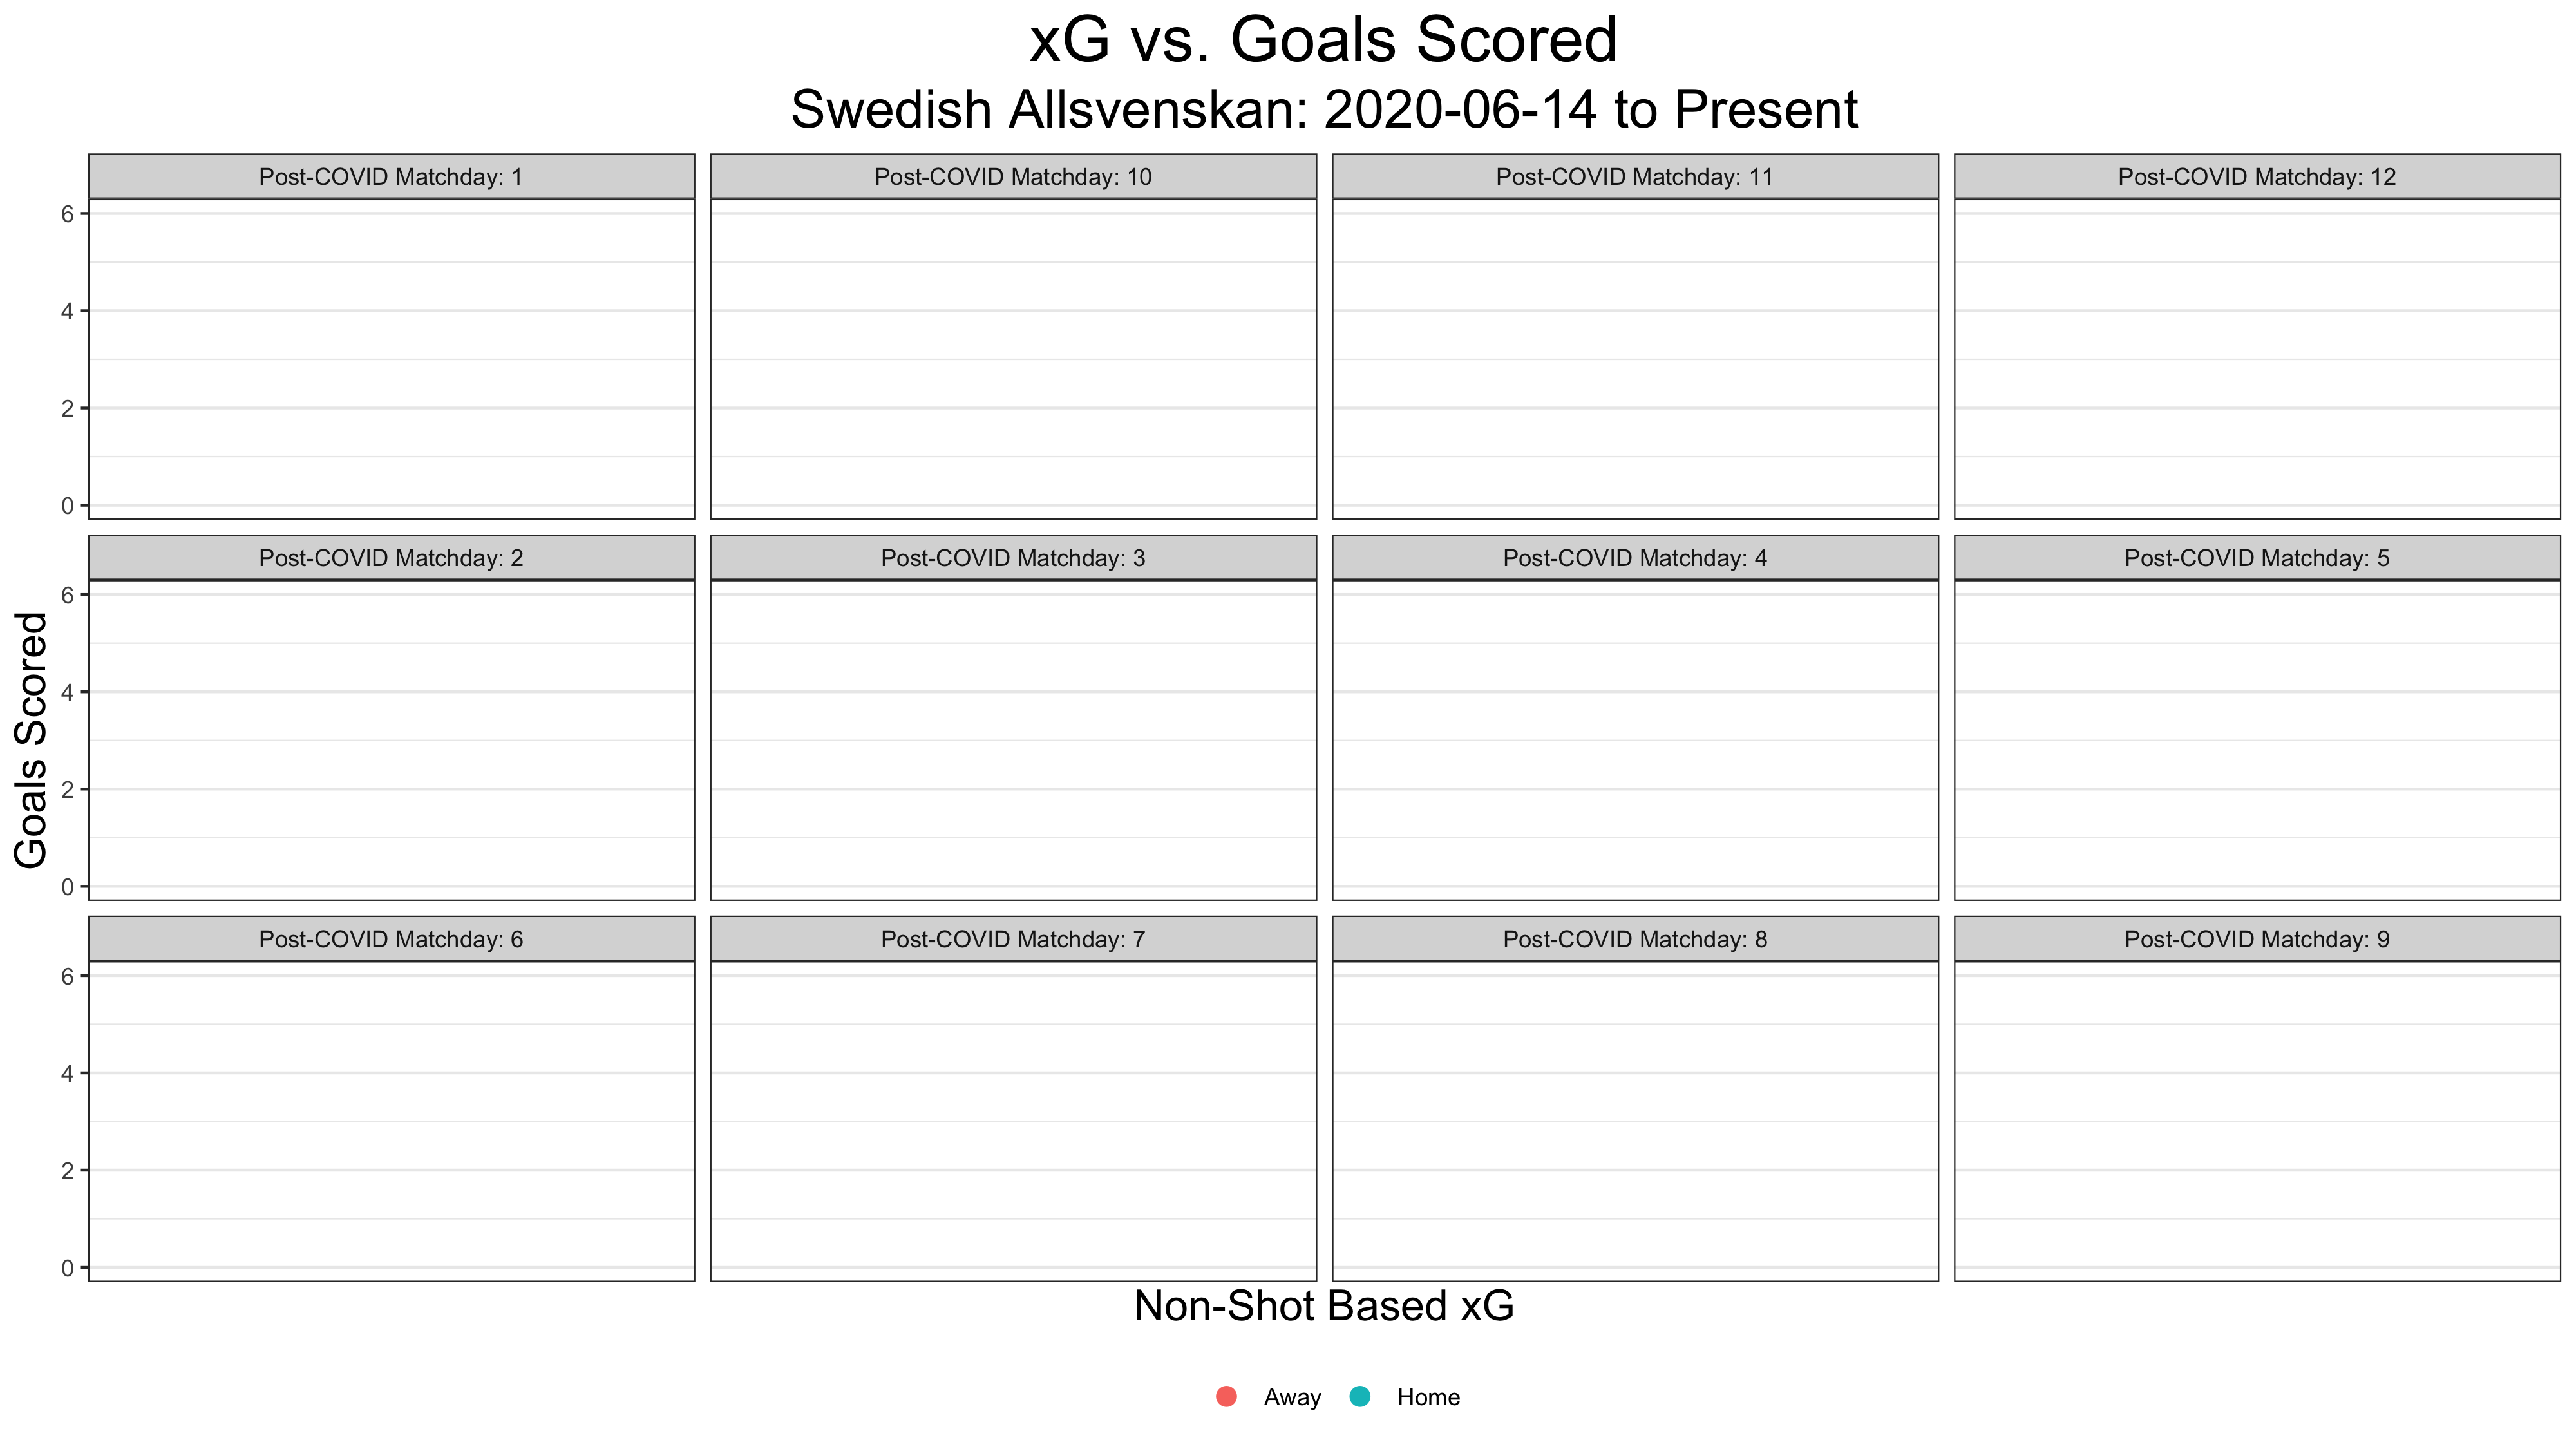 xG vs. Goals Scored
Swedish Allsvenskan: 2020-06-14 to Present
Post-COVID Matchday: 1
Post-COVID Matchday: 10
Post-COVID Matchday: 11
Post-COVID Matchday: 12
6
4
2
0
Post-COVID Matchday: 2
Post-COVID Matchday: 3
Post-COVID Matchday: 4
Post-COVID Matchday: 5
6
4
2
0
Goals Scored
Post-COVID Matchday: 6
Post-COVID Matchday: 7
Post-COVID Matchday: 8
Post-COVID Matchday: 9
6
4
2
0
Non-Shot Based xG
Away
Home